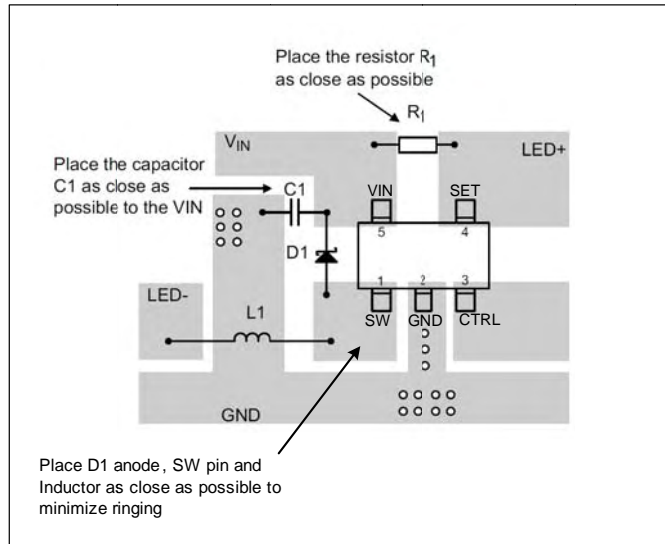 Place the resistor R1
as close as possible
R1
VIN
LED+
Place the capacitor
C1 as close as
possible to the VIN
C1
VIN
SET
5
4
D1
1
2
3
LED-
L1
SW
GND
CTRL
GND
Place D1 anode, SW pin and
Inductor as close as possible to
minimize ringing